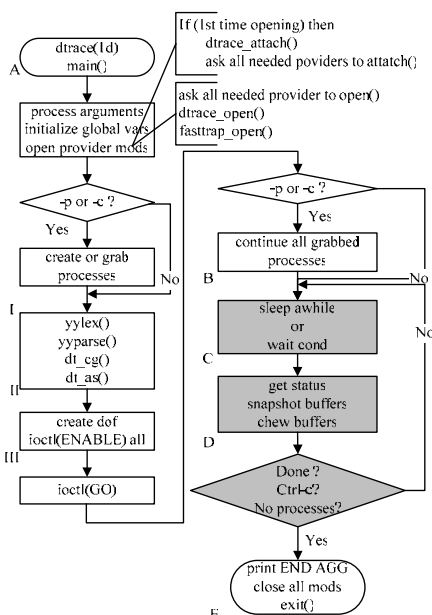 If (1st time opening) then
dtrace_attach()
ask all needed poviders to attatch()
dtrace(1d)
main()
A
ask all needed provider to open()
dtrace_open()
fasttrap_open()
process arguments
initialize global vars
open provider mods
-p or -c ?
Yes
No
create or grab
processes
I
yylex()
yyparse()
dt_cg()
dt_as()
II
create dof
ioctl(ENABLE) all
III
ioctl(GO)
-p or -c ?
Yes
continue all grabbed
processes
B
No
No
sleep awhile
or
wait cond
C
get status
snapshot buffers
chew buffers
D
Done ?
Ctrl-c?
No processes?
Yes
print END AGG
close all mods
exit()
E